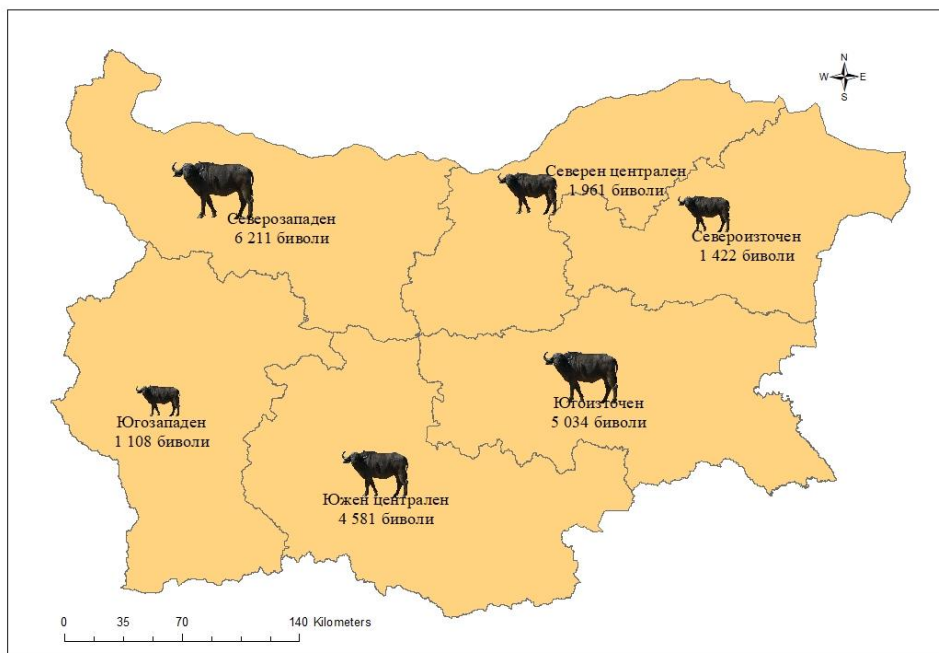 N
W E
S
Северен централен
1 961 биволи
Северозападен
6 211 биволи
Североизточен
1 422 биволи
Югозападен
1 108 биволи
Югоизточен
5 034 биволи
Южен централен
4 581 биволи
0 35 70 140 Kilometers